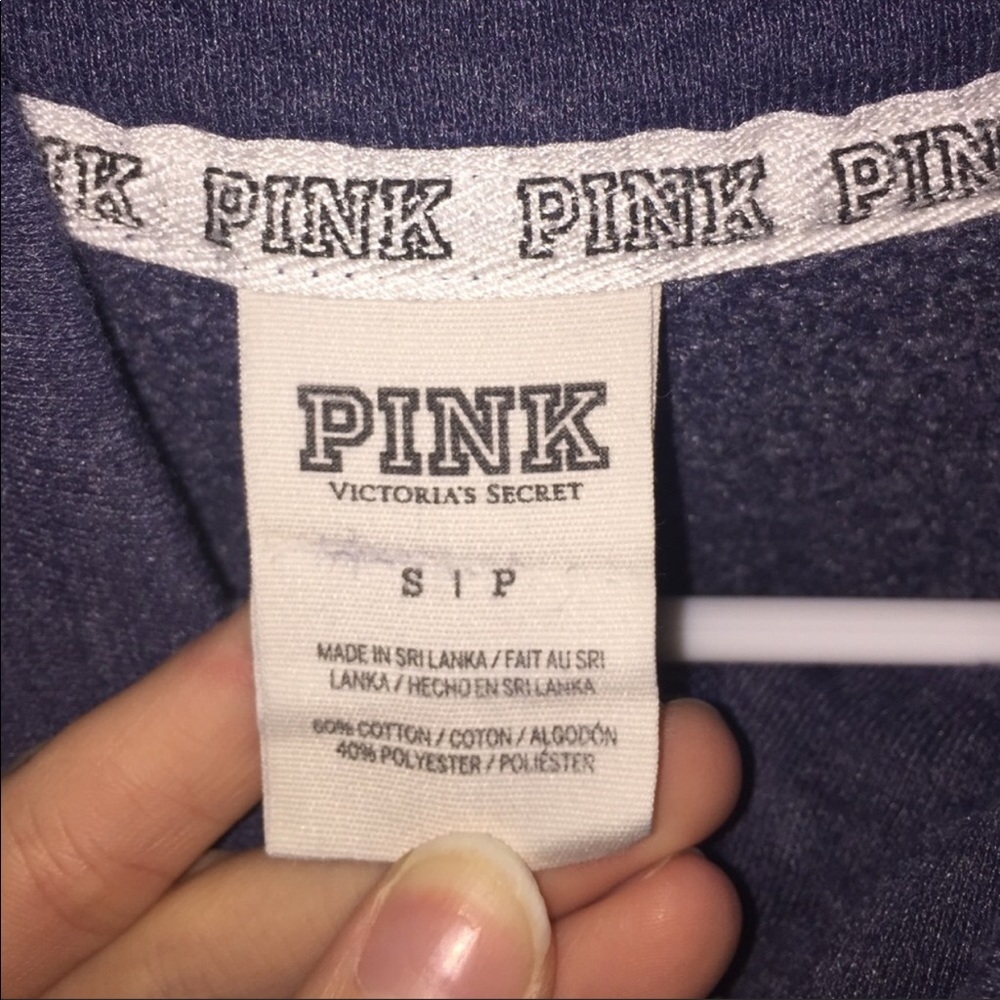 PINK PINK PIN
PINK
VICTORIA'S SECRET
S | P
MADE IN SRI LANKA / FAIT AU SRI
LANKA / HECHO EN SRI LANKA
60% COTTON / COTON / ALGODÓN
40% POLYESTER / POLIÉSTER